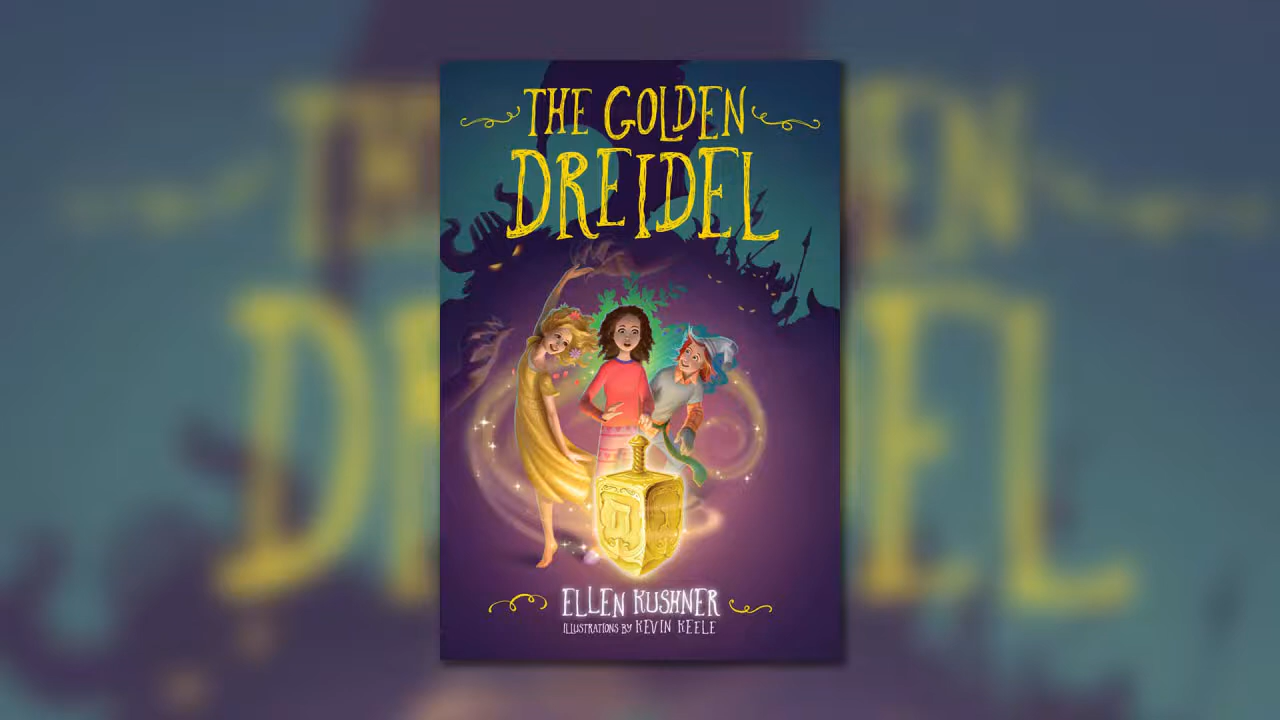 THE GOLDEN
DREIDEL
ELLEN KUSHNER
ILLUSTRATIONS BY KEVIN KEELE